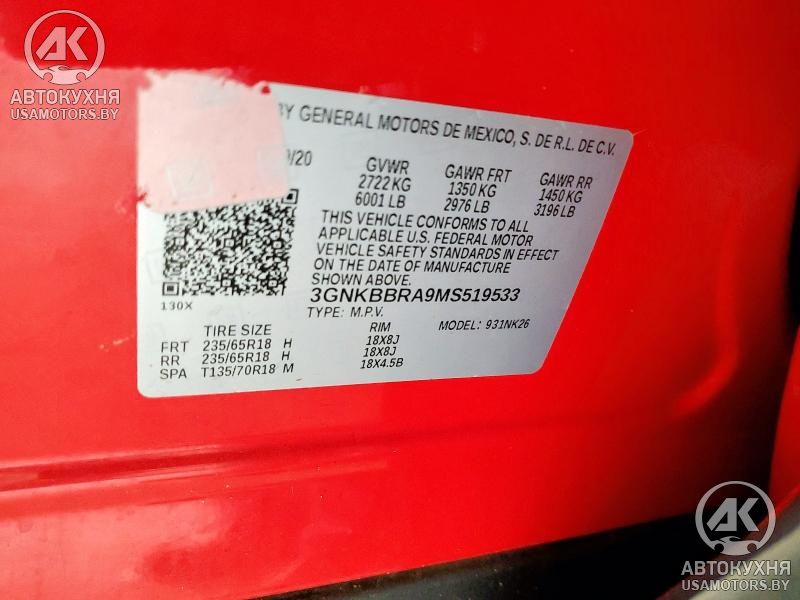 AK
АВТОКУХНЯ
USAMOTORS.BY
BY GENERAL MOTORS DE MEXICO, S. DE R.L. DE C.V.
/20 GVWR GAWR FRT GAWR RR
2722 KG 1350 KG 1450 KG
6001 LB 2976 LB 3196 LB
THIS VEHICLE CONFORMS TO ALL
APPLICABLE U.S. FEDERAL MOTOR
VEHICLE SAFETY STANDARDS IN EFFECT
ON THE DATE OF MANUFACTURE
SHOWN ABOVE.
3GNKBBRA9MS519533
130X
TYPE: M.P.V. MODEL: 931NK26
TIRE SIZE RIM
FRT 235/65R18 H 18X8J
RR 235/65R18 H 18X8J
SPA T135/70R18 M 18X4.5B
AK
АВТОКУХНЯ
USAMOTORS.BY